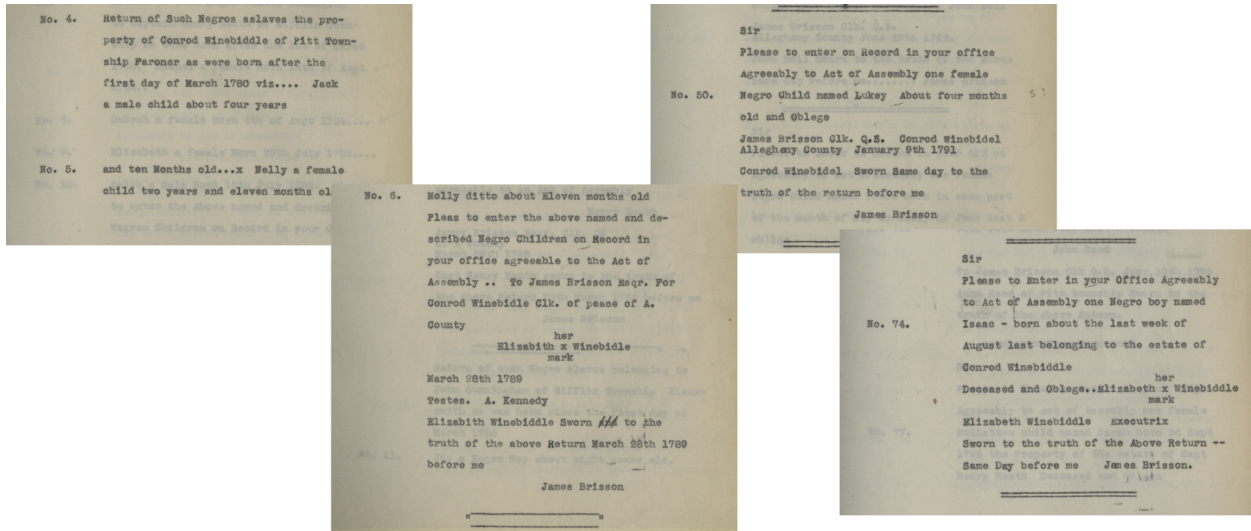 No. 4. Return of Such Negros sslaves the pro-
perty of Conrod Winebiddle of Pitt Town-
ship Faromer as were born after the
first day of March 1780 viz.... Jack
a male child about four years
No. 5. and ten Months old...x Nelly a female
child two years and eleven months ol
No. 6. Molly ditto about Eleven months old
Pleas to enter the above named and de-
scribed Negro Children on Record in
your office agreeable to the Act of
Assembly .. To James Brisson Esqr. For
Conrod Winebidle Clk. of peace of A.
County
her
Elizabith x Winebidle
mark
March 28th 1789
Testes. A. Kennedy
Elizabith Winebiddle Sworn to the
truth of the above Return March 28th 1789
before me
James Brisson
Sir
Please to enter on Record in your office
Agreeably to Act of Assembly one female
No. 50. Negro Child named Lukey About four months
old and Oblege
James Brisson Clk. Q.S. Conrod Winebidel
Allegheny County January 9th 1791
Conrod Winebidel Sworn Same day to the
truth of the return before me
James Brisson
Sir
Please to Enter in your Office Agreeably
to Act of Assembly one Negro boy named
No. 74. Isaac - born about the last week of
August last belonging to the estate of
Conrod Winebiddle
her
Deceased and Oblege..Elizabeth x Winebiddle
mark
Elizabeth Winebiddle Executrix
Sworn to the truth of the Above Return --
Same Day before me James Brisson.